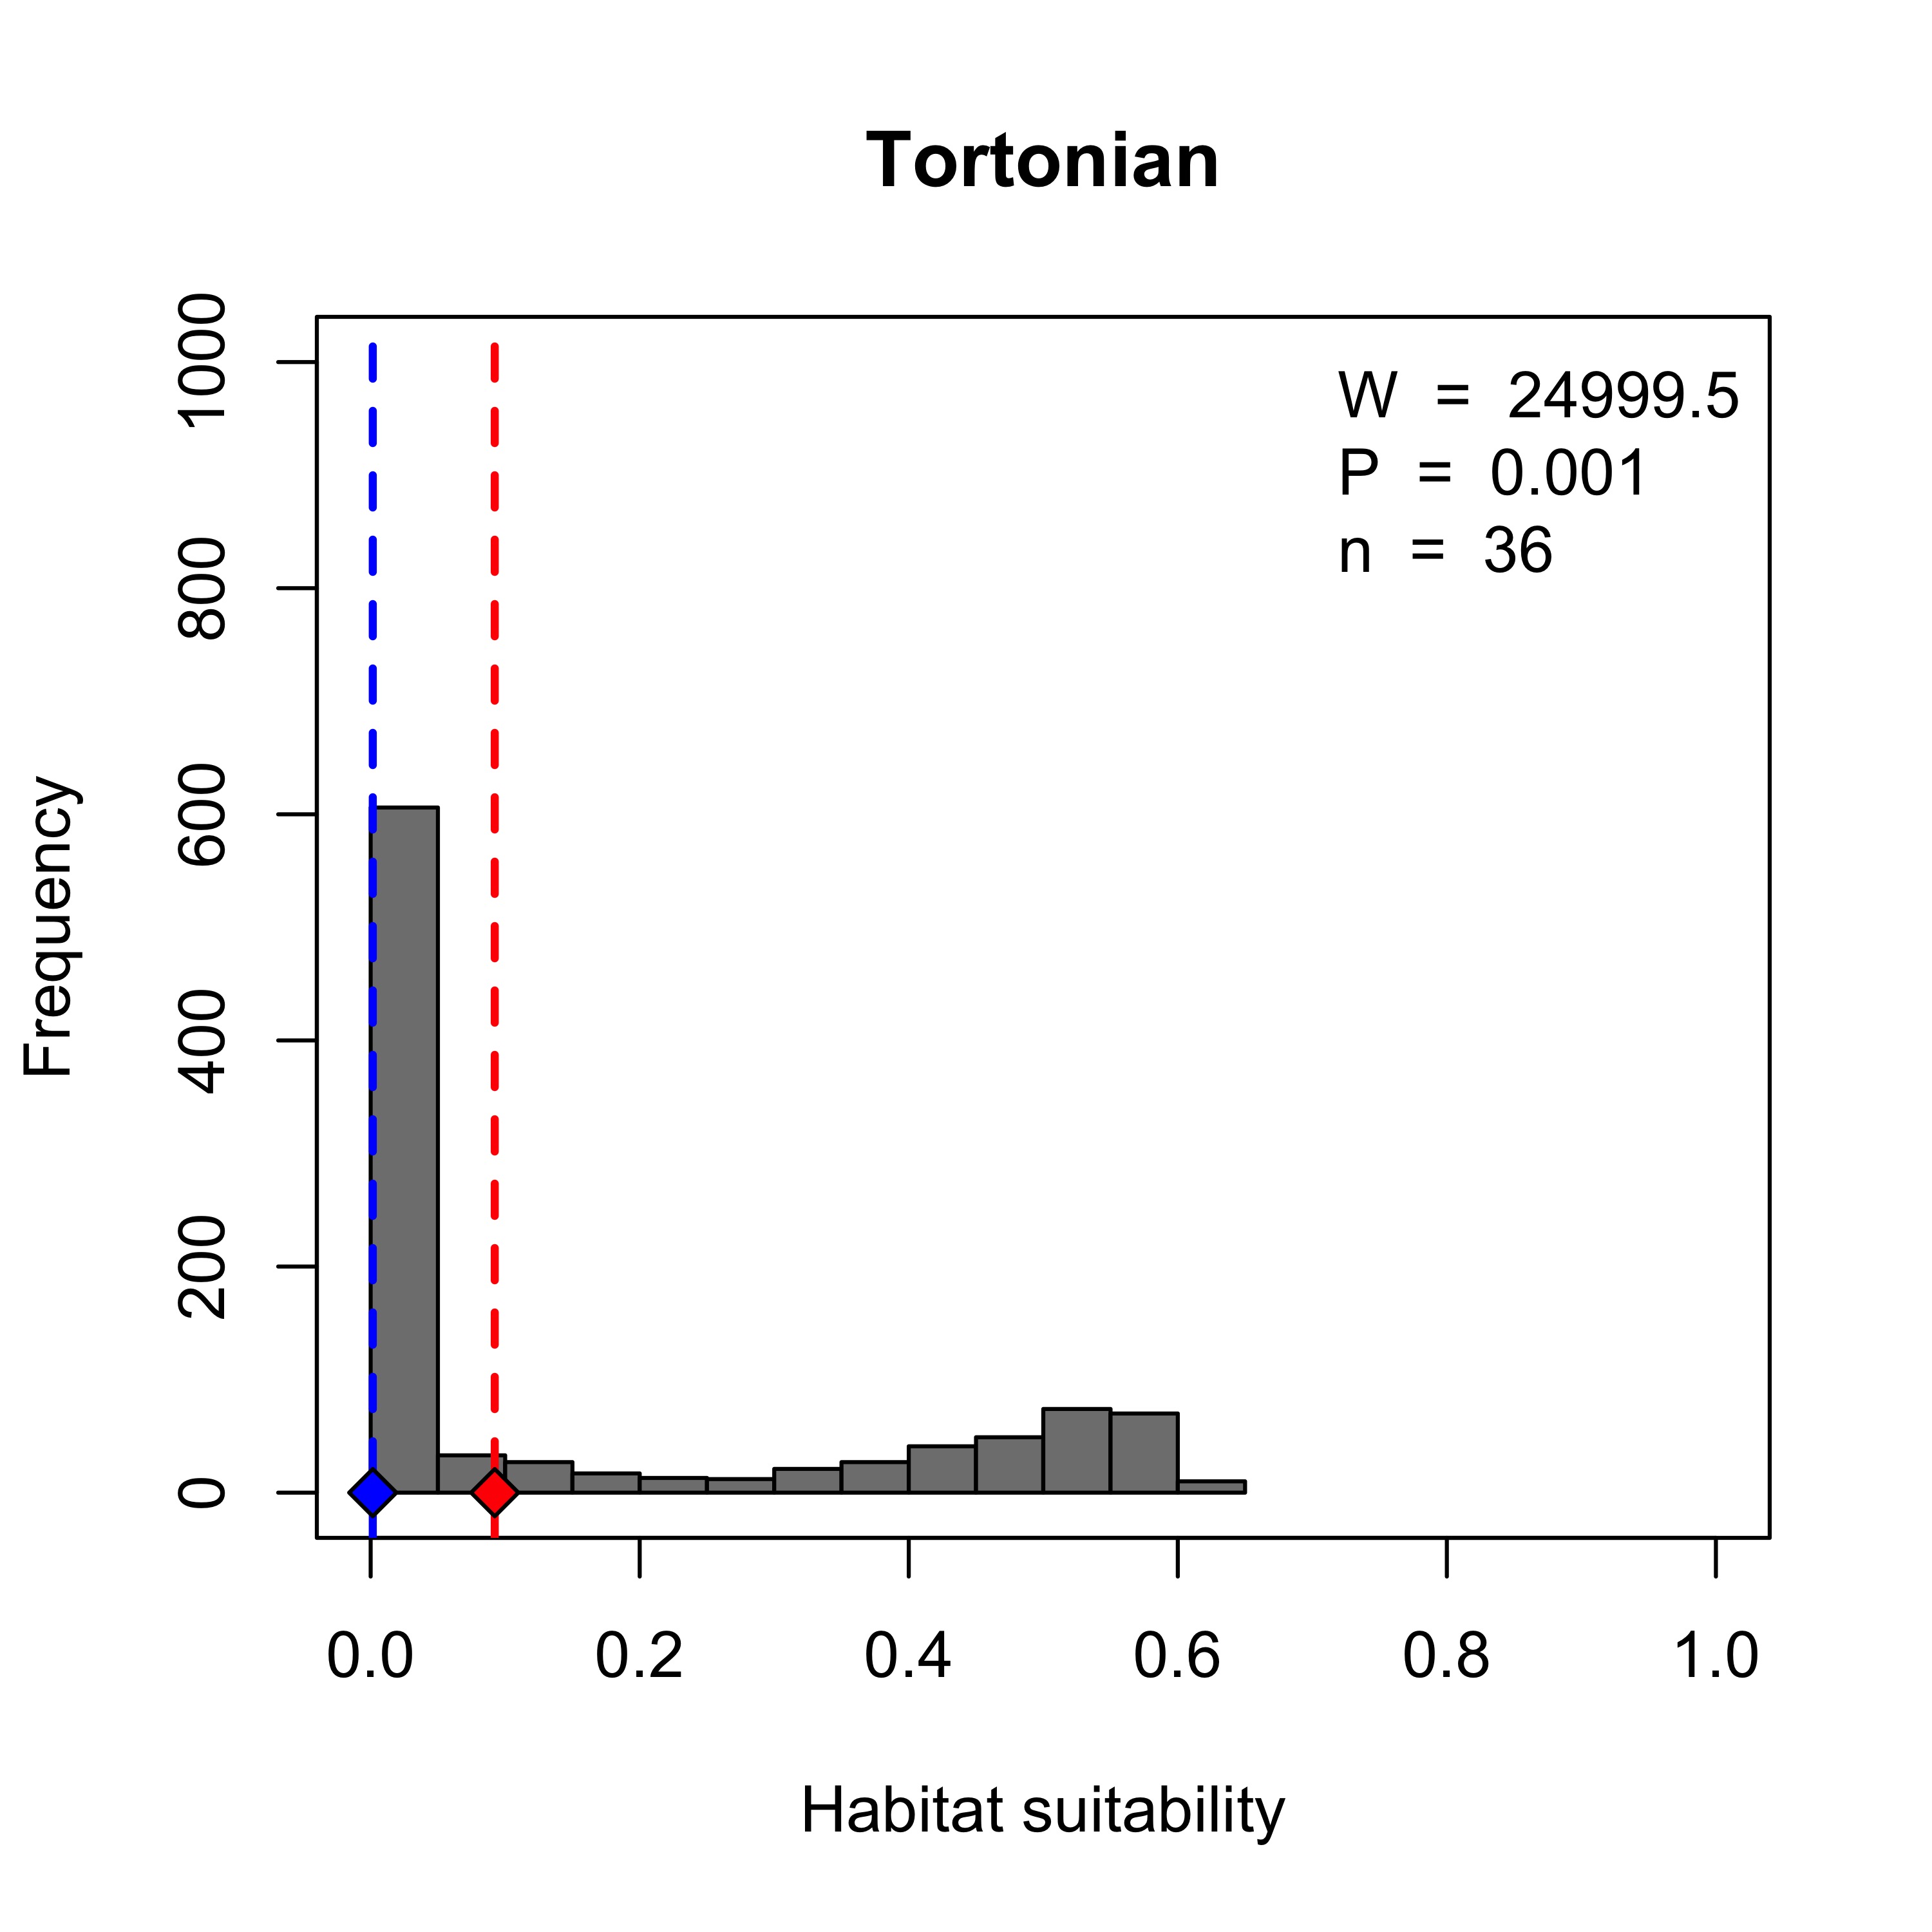 Tortonian
W = 24999.5
P = 0.001
n = 36
Frequency
1000
800
600
400
200
0
0.0 0.2 0.4 0.6 0.8 1.0
Habitat suitability